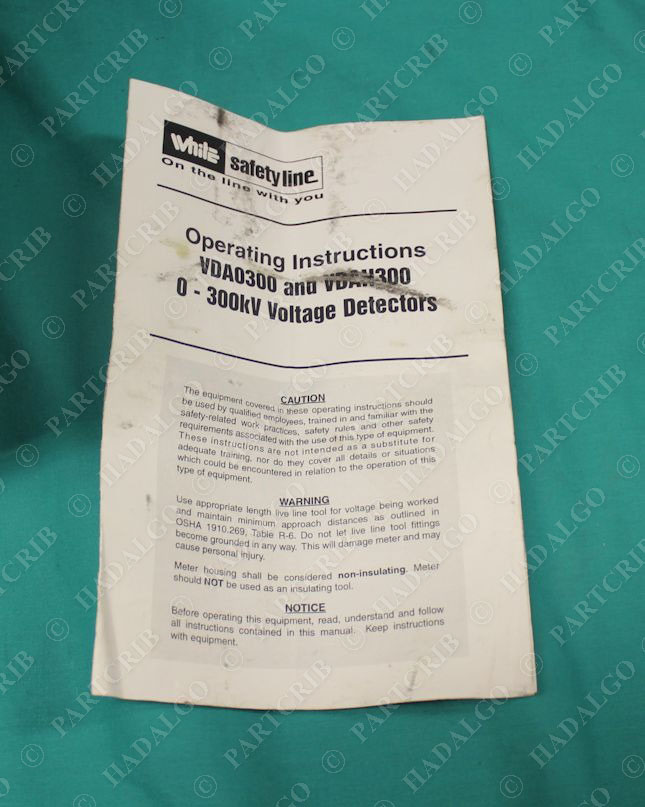 White safety line
On the line with you
Operating Instructions
VDA0300 and VDAH300
0 - 300kV Voltage Detectors
CAUTION
The equipment covered in these operating instructions should
be used by qualified employees, trained in and familiar with the
safety-related work practices, safety rules and other safety
requirements associated with the use of this type of equipment.
These instructions are not intended as a substitute for
adequate training, nor do they cover all details or situations
which could be encountered in relation to the operation of this
type of equipment.
WARNING
Use appropriate length live line tool for voltage being worked
and maintain minimum approach distances as outlined in
OSHA 1910.269, Table R-6. Do not let live line tool fittings
become grounded in any way. This will damage meter and may
cause personal injury.
Meter housing shall be considered non-insulating. Meter
should NOT be used as an insulating tool.
NOTICE
Before operating this equipment, read, understand and follow
all instructions contained in this manual. Keep instructions
with equipment.
© PARTCRIB
© HADALGO